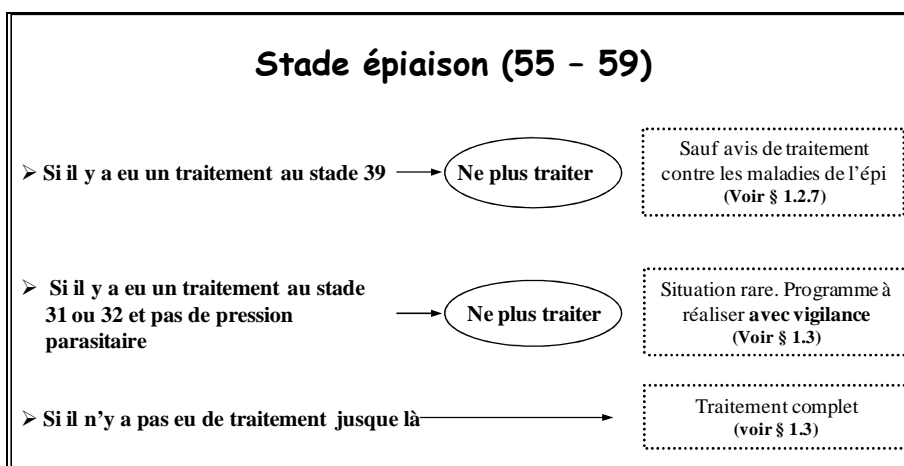 Stade épiaison (55 – 59)
➢ Si il y a eu un traitement au stade 39
Ne plus traiter
Sauf avis de traitement
contre les maladies de l'épi
(Voir § 1.2.7)
➢ Si il y a eu un traitement au stade
31 ou 32 et pas de pression
parasitaire
Ne plus traiter
Situation rare. Programme à
réaliser avec vigilance
(Voir § 1.3)
➢ Si il n'y a pas eu de traitement jusque là
Traitement complet
(voir § 1.3)